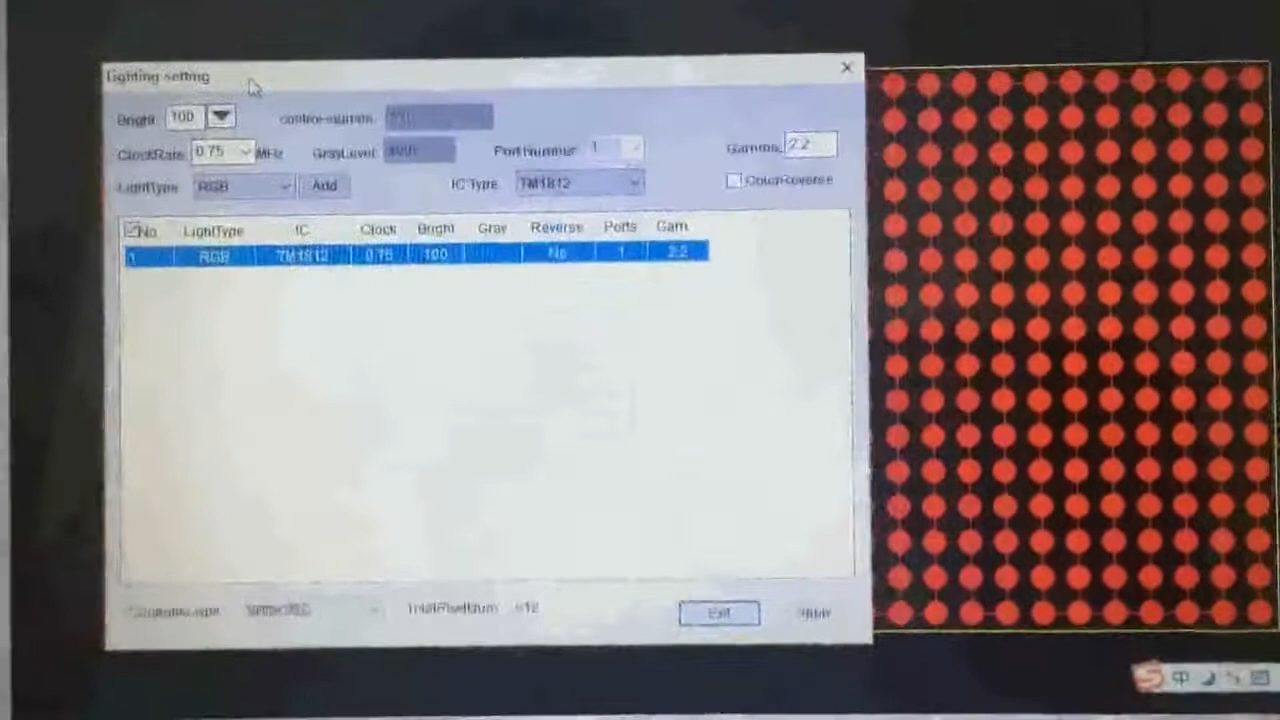 Lighting setting
Bright 100
ClockRate 0.75 MHz GrayLevel Port Number 1 Gamma 2.2
LightType RGB Add IC Type TM1812 ColorReverse
No. LightType IC Clock Bright Gray Reverse Ports Gam
1 RGB TM1812 0.75 100 No 1 2.2
Exit
中